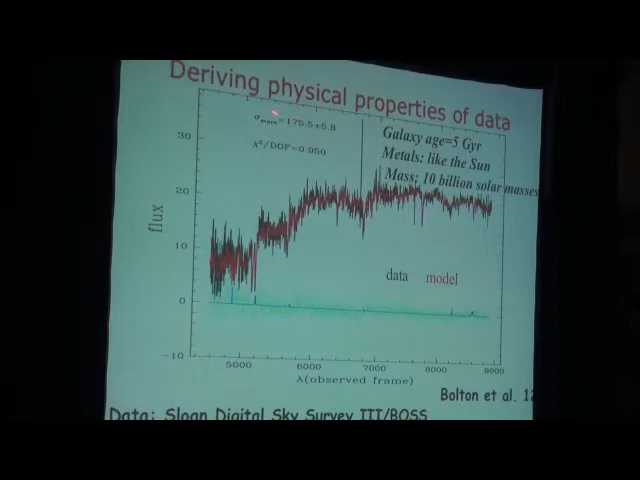 Deriving physical properties of data
=175.5±5.8
χ²/DOF=0.950
Galaxy age=5 Gyr
Metals: like the Sun
Mass; 10 billion solar masses
30
20
10
0
-10
flux
data model
5000 6000 7000 8000 9000
λ(observed frame)
Bolton et al.
Data: Sloan Digital Sky Survey III/BOSS